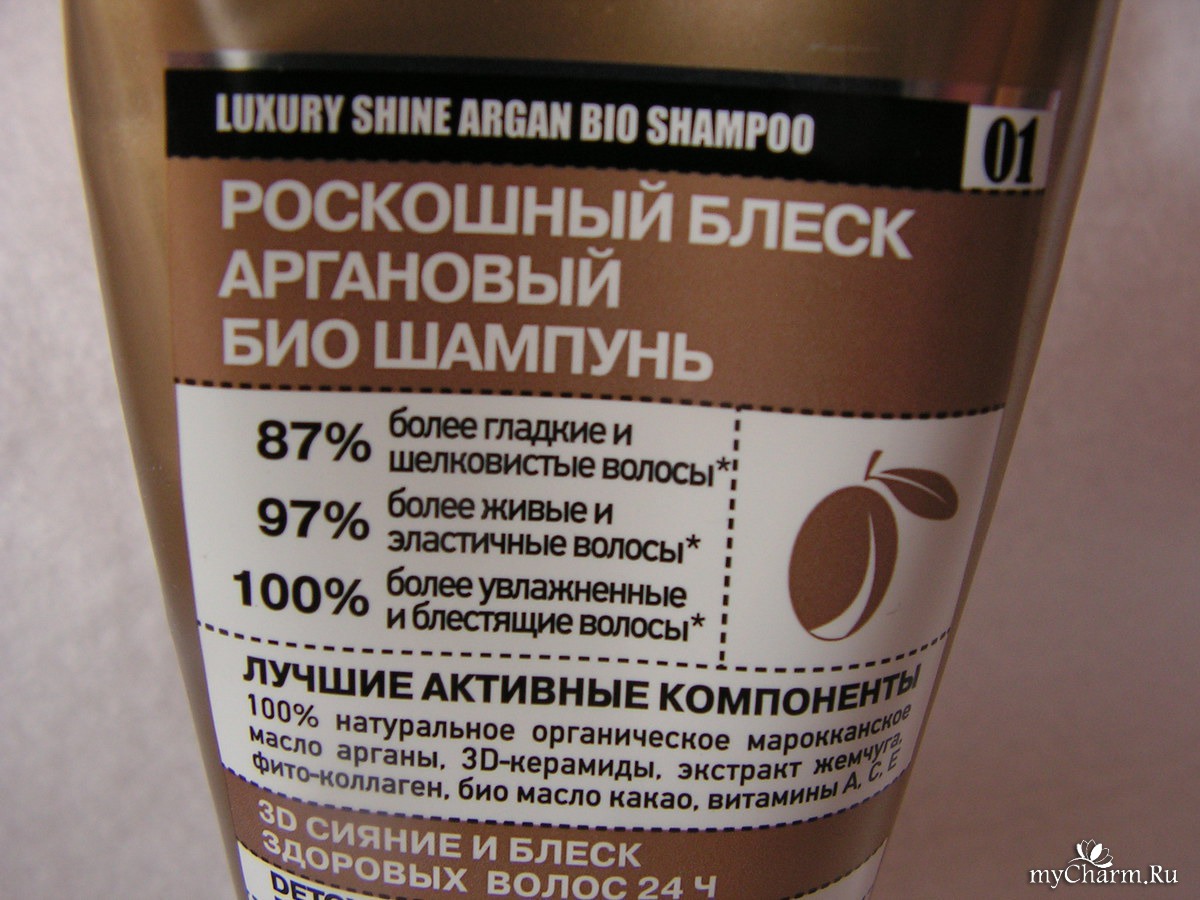 LUXURY SHINE ARGAN BIO SHAMPOO 01
РОСКОШНЫЙ БЛЕСК
АРГАНОВЫЙ
БИО ШАМПУНЬ
87% более гладкие и
шелковистые волосы*
97% более живые и
эластичные волосы*
100% более увлажненные
и блестящие волосы*
ЛУЧШИЕ АКТИВНЫЕ КОМПОНЕНТЫ
100% натуральное органическое марокканское
масло арганы, 3D-керамиды, экстракт жемчуга,
фито-коллаген, био масло какао, витамины А, С, Е
3D СИЯНИЕ И БЛЕСК
ЗДОРОВЫХ ВОЛОС 24 Ч
myCharm.Ru